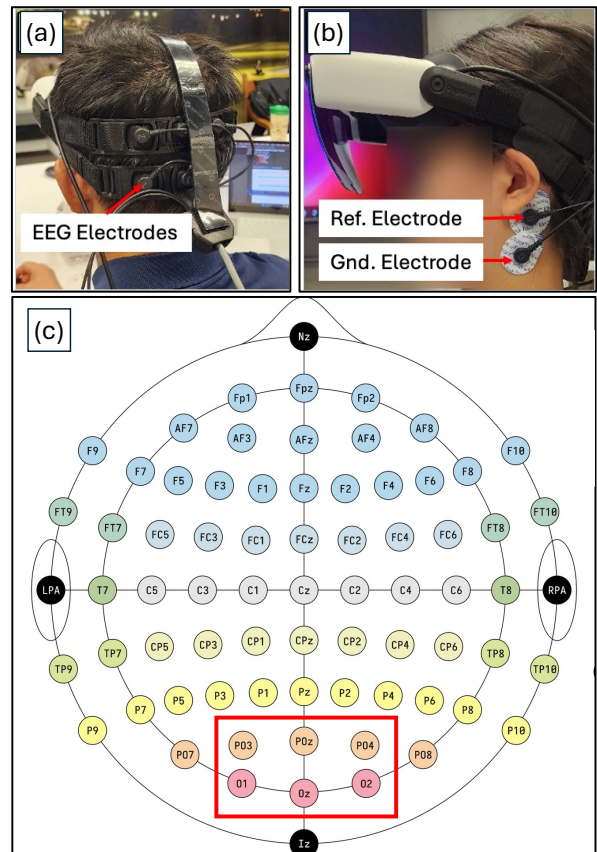 (a)
EEG Electrodes
(b)
Ref. Electrode
Gnd. Electrode
(c)
Nz
Fp1 Fpz Fp2
AF7 AF3 AFz AF4 AF8
F9 F7 F5 F3 F1 Fz F2 F4 F6 F8 F10
FT9 FT7 FC5 FC3 FC1 FCz FC2 FC4 FC6 FT8 FT10
LPA T7 C5 C3 C1 Cz C2 C4 C6 T8 RPA
TP9 TP7 CP5 CP3 CP1 CPz CP2 CP4 CP6 TP8 TP10
P9 P7 P5 P3 P1 Pz P2 P4 P6 P8 P10
PO7 PO3 POz PO4 PO8
O1 Oz O2
Iz